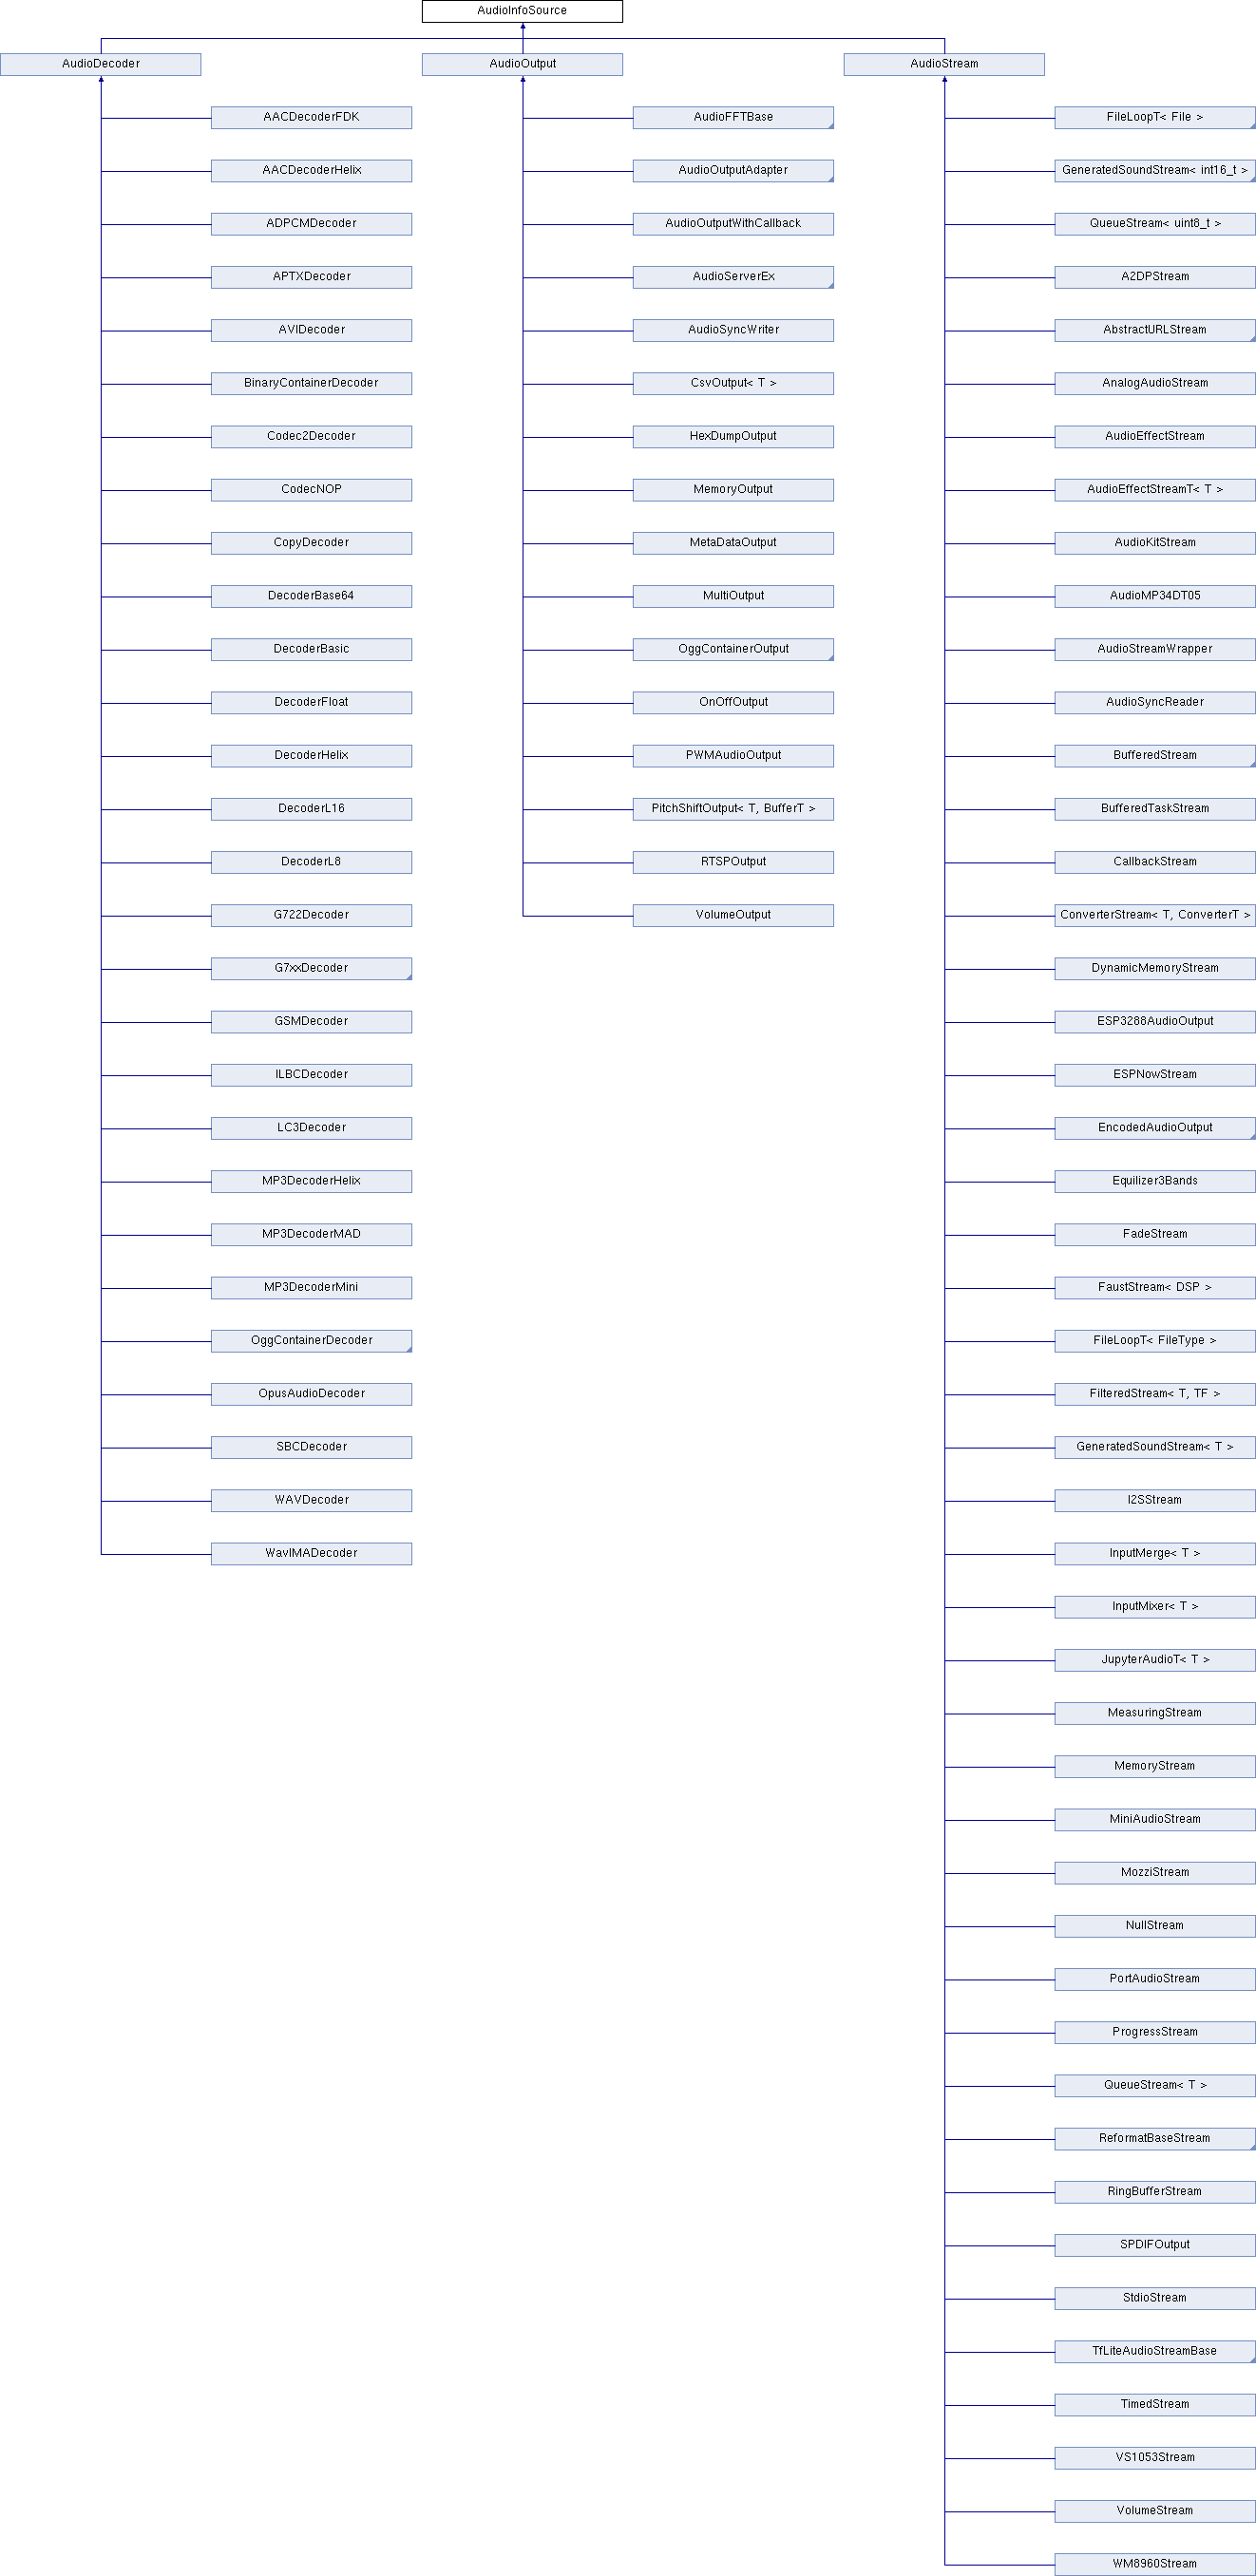 AudioInfoSource
AudioDecoder
AudioOutput
AudioStream
AACDecoderFDK
AACDecoderHelix
ADPCMDecoder
APTXDecoder
AVIDecoder
BinaryContainerDecoder
Codec2Decoder
CodecNOP
CopyDecoder
DecoderBase64
DecoderBasic
DecoderFloat
DecoderHelix
DecoderL16
DecoderL8
G722Decoder
G7xxDecoder
GSMDecoder
ILBCDecoder
LC3Decoder
MP3DecoderHelix
MP3DecoderMAD
MP3DecoderMini
OggContainerDecoder
OpusAudioDecoder
SBCDecoder
WAVDecoder
WavIMADecoder
AudioFFTBase
AudioOutputAdapter
AudioOutputWithCallback
AudioServerEx
AudioSyncWriter
CsvOutput< T >
HexDumpOutput
MemoryOutput
MetaDataOutput
MultiOutput
OggContainerOutput
OnOffOutput
PWMAudioOutput
PitchShiftOutput< T, BufferT >
RTSPOutput
VolumeOutput
FileLoopT< File >
GeneratedSoundStream< int16_t >
QueueStream< uint8_t >
A2DPStream
AbstractURLStream
AnalogAudioStream
AudioEffectStream
AudioEffectStreamT< T >
AudioKitStream
AudioMP34DT05
AudioStreamWrapper
AudioSyncReader
BufferedStream
BufferedTaskStream
CallbackStream
ConverterStream< T, ConverterT >
DynamicMemoryStream
ESP3288AudioOutput
ESPNowStream
EncodedAudioOutput
Equilizer3Bands
FadeStream
FaustStream< DSP >
FileLoopT< FileType >
FilteredStream< T, TF >
GeneratedSoundStream< T >
I2SStream
InputMerge< T >
InputMixer< T >
JupyterAudioT< T >
MeasuringStream
MemoryStream
MiniAudioStream
MozziStream
NullStream
PortAudioStream
ProgressStream
QueueStream< T >
ReformatBaseStream
RingBufferStream
SPDIFOutput
StdioStream
TfLiteAudioStreamBase
TimedStream
VS1053Stream
VolumeStream
WM8960Stream